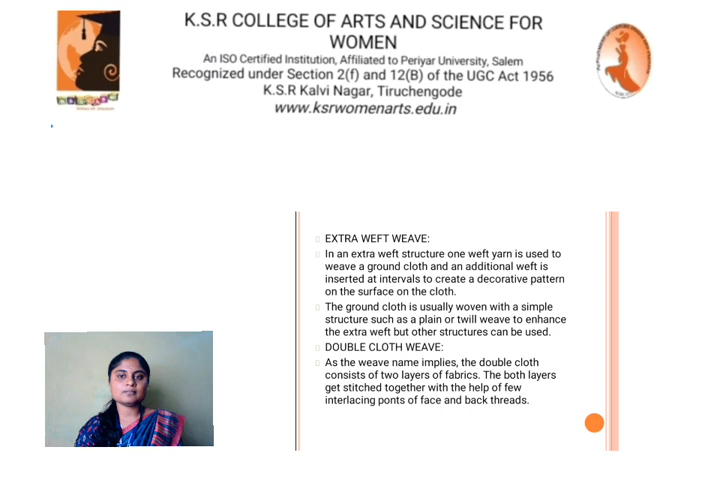 K.S.R COLLEGE OF ARTS AND SCIENCE FOR
WOMEN
An ISO Certified Institution, Affiliated to Periyar University, Salem
Recognized under Section 2(f) and 12(B) of the UGC Act 1956
K.S.R Kalvi Nagar, Tiruchengode
www.ksrwomenarts.edu.in
EXTRA WEFT WEAVE:
In an extra weft structure one weft yarn is used to
weave a ground cloth and an additional weft is
inserted at intervals to create a decorative pattern
on the surface on the cloth.
The ground cloth is usually woven with a simple
structure such as a plain or twill weave to enhance
the extra weft but other structures can be used.
DOUBLE CLOTH WEAVE:
As the weave name implies, the double cloth
consists of two layers of fabrics. The both layers
get stitched together with the help of few
interlacing ponts of face and back threads.